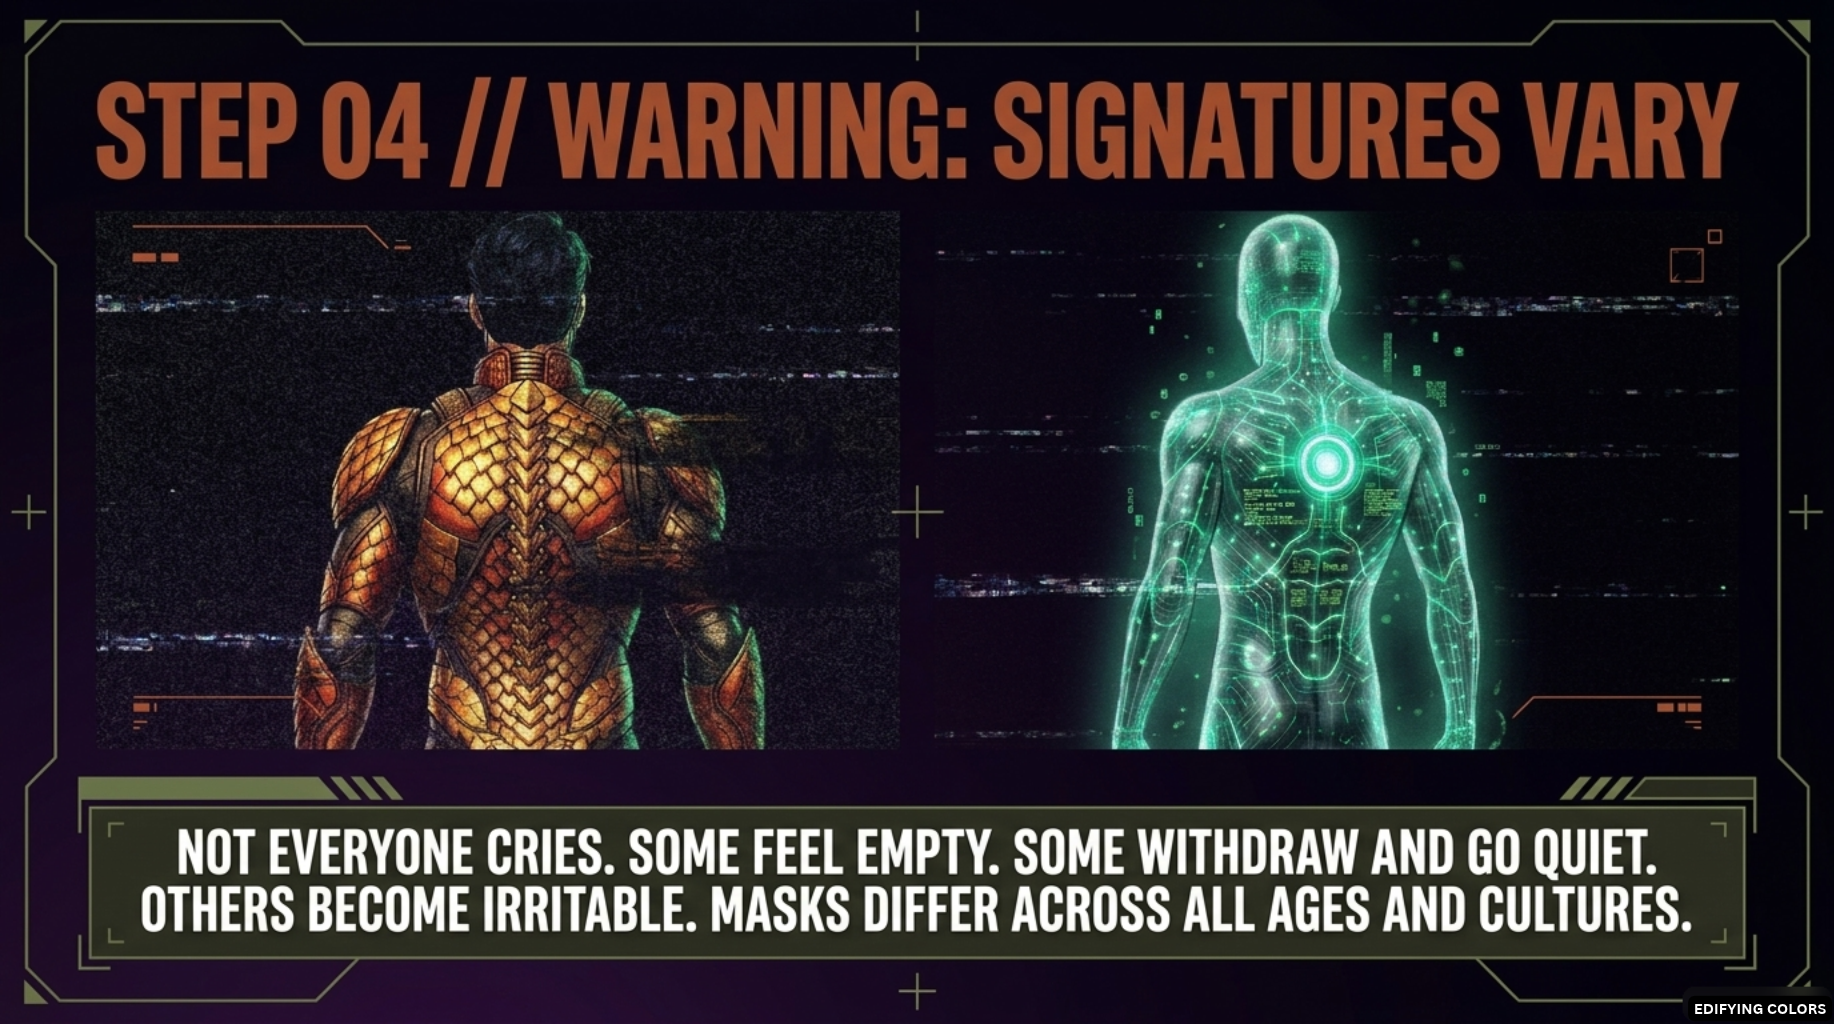 STEP 04 // WARNING: SIGNATURES VARY
NOT EVERYONE CRIES. SOME FEEL EMPTY. SOME WITHDRAW AND GO QUIET.
OTHERS BECOME IRRITABLE. MASKS DIFFER ACROSS ALL AGES AND CULTURES.
EDIFYING COLORS